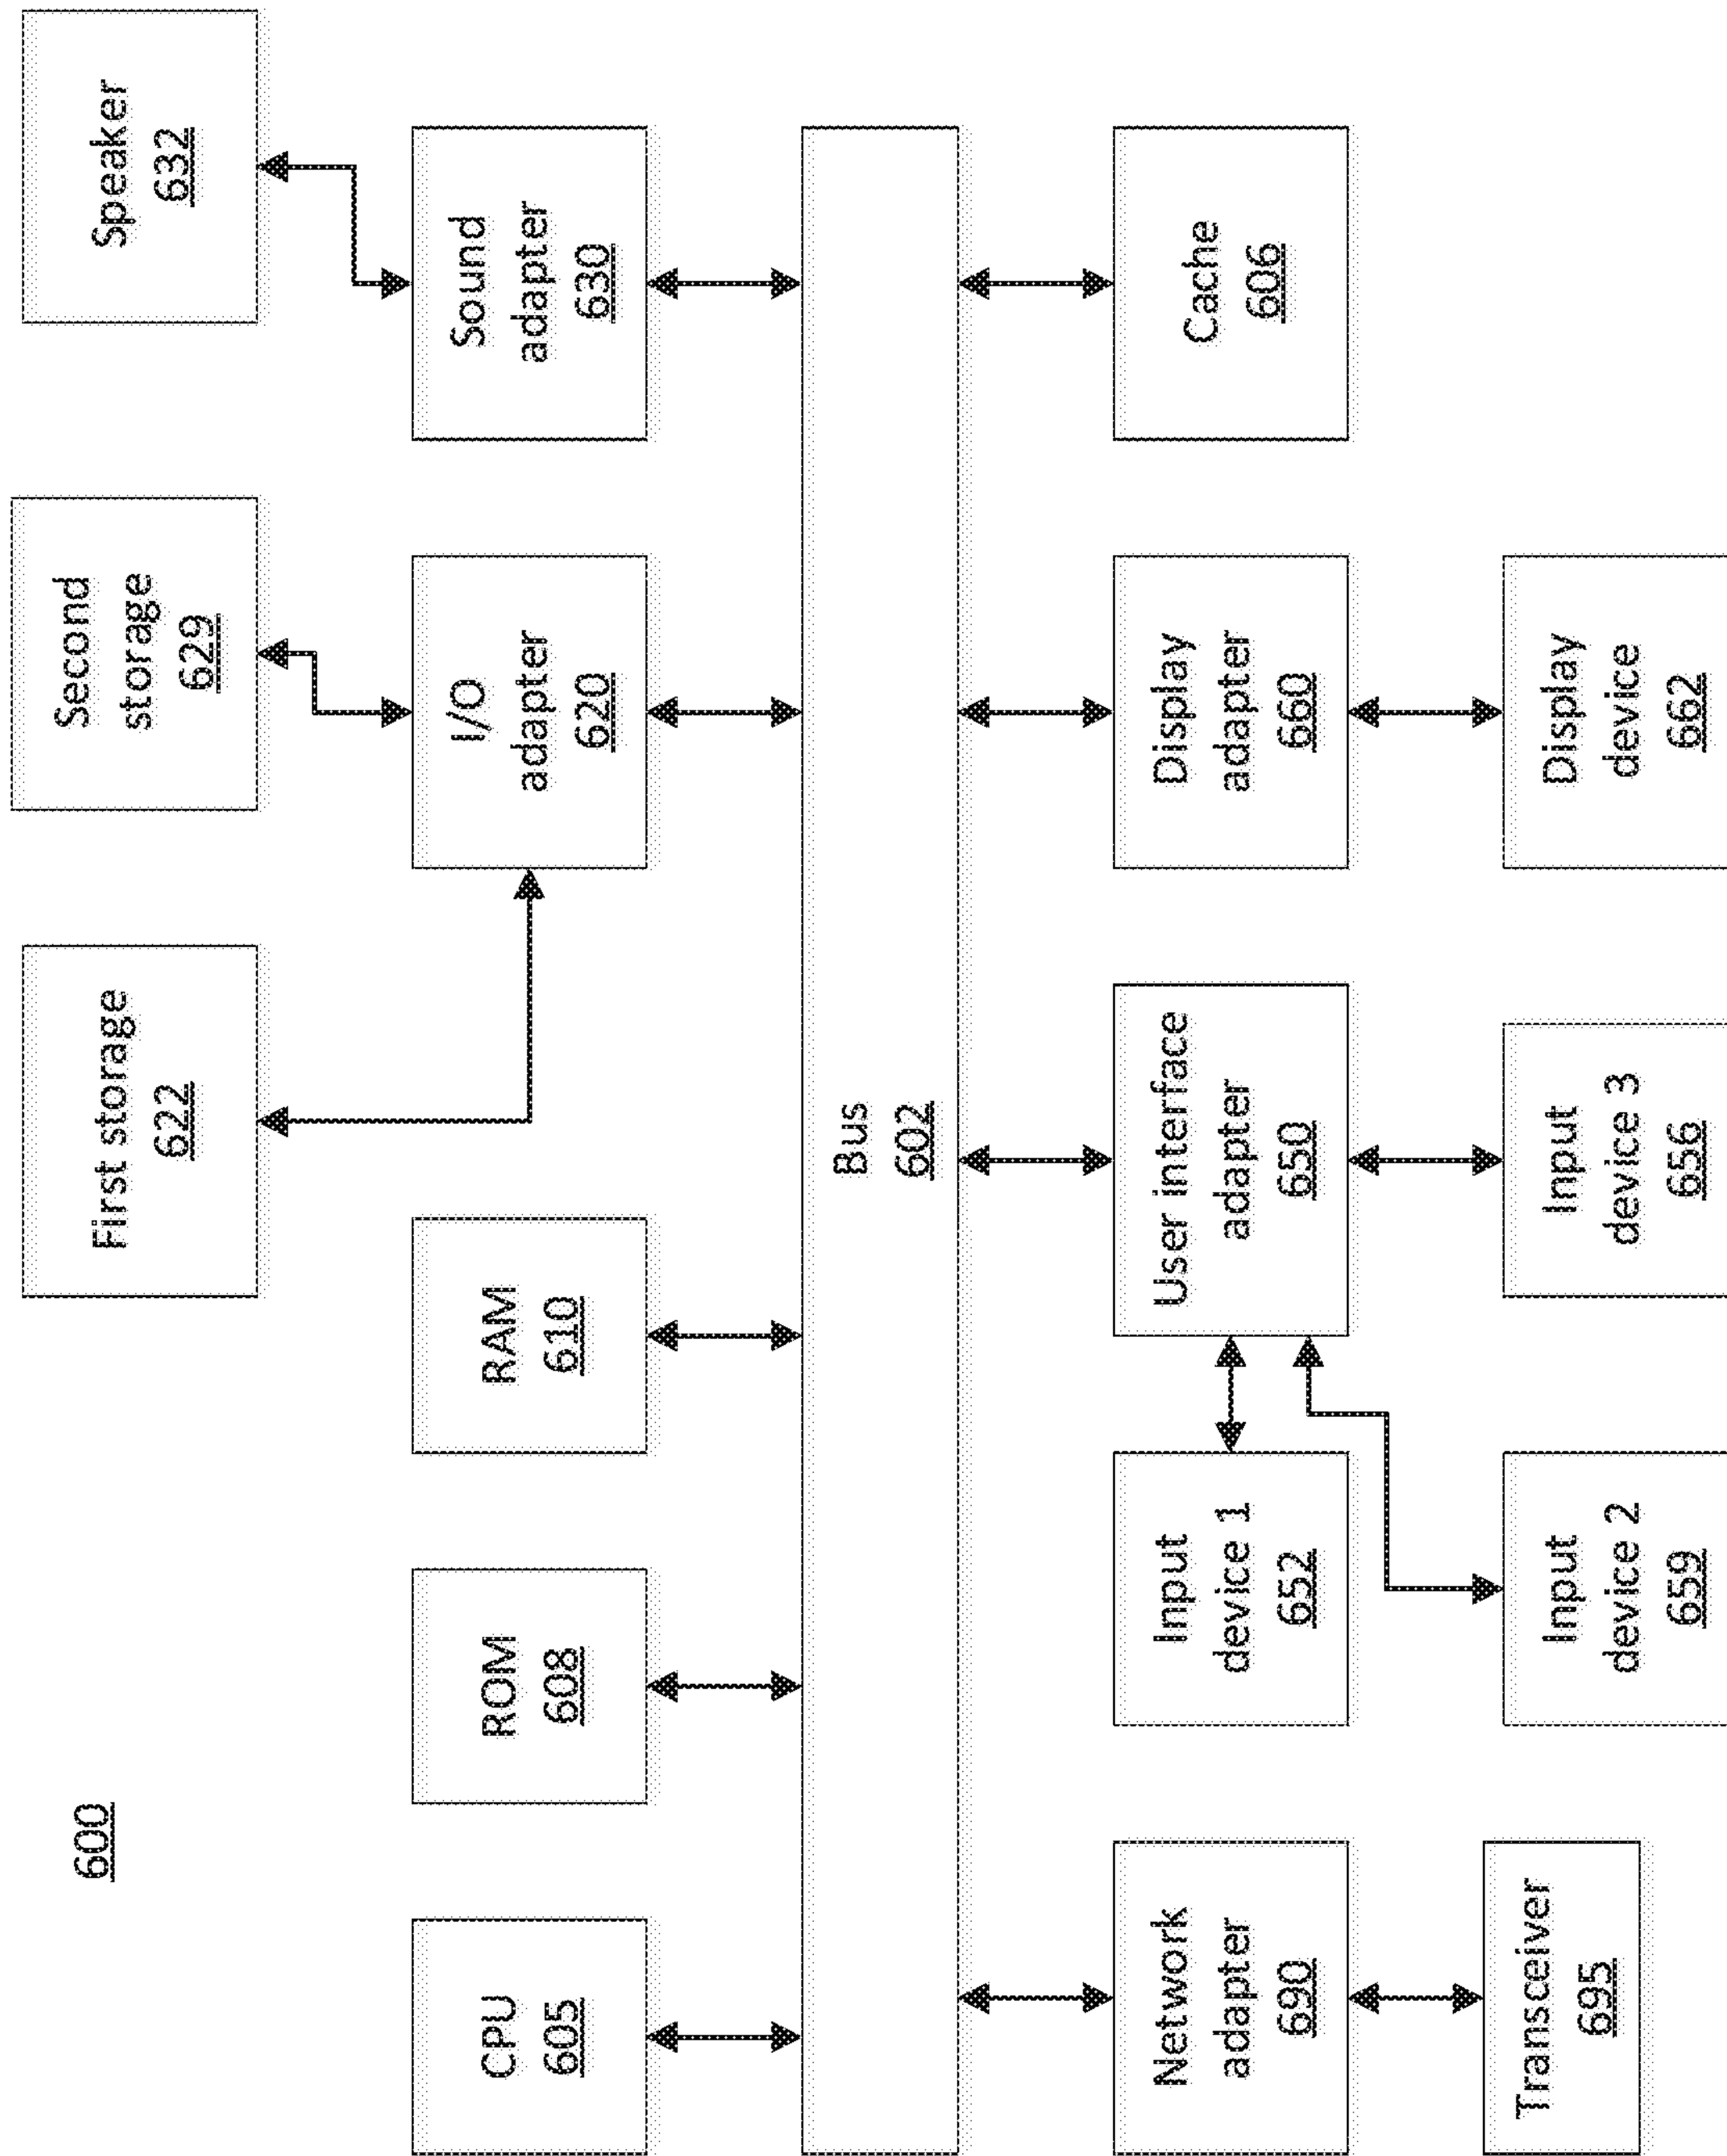 600
First storage
622
Second
storage
629
Speaker
632
CPU
605
ROM
608
RAM
610
I/O
adapter
620
Sound
adapter
630
Bus
602
Network
adapter
690
Input
device 1
652
User interface
adapter
650
Display
adapter
660
Cache
606
Transceiver
695
Input
device 2
659
Input
device 3
656
Display
device
662